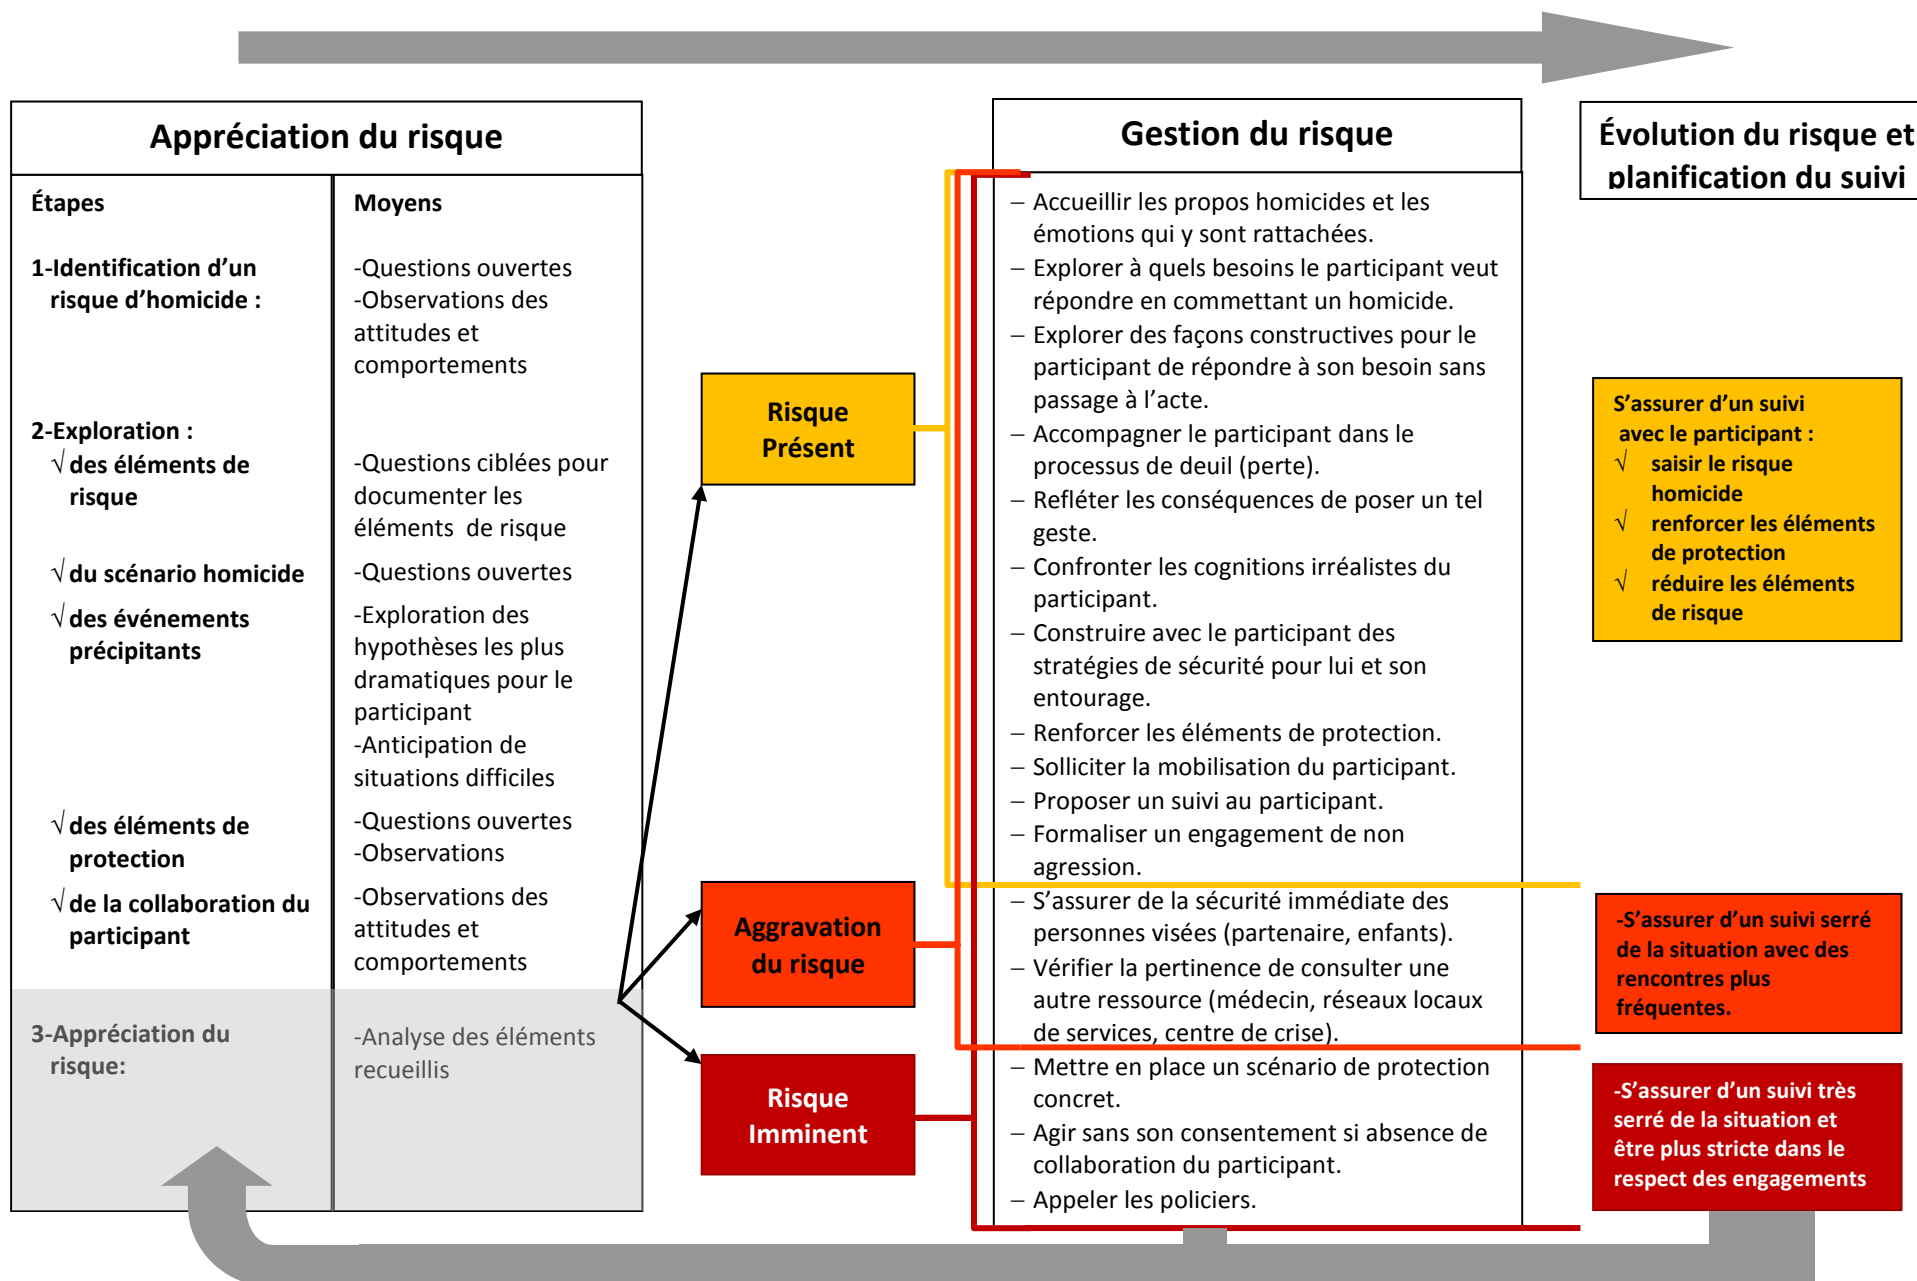 Appréciation du risque
Étapes
Moyens
1-Identification d'un
risque d'homicide :
-Questions ouvertes
-Observations des
attitudes et
comportements
2-Exploration :
√ des éléments de
risque
-Questions ciblées pour
documenter les
éléments de risque
√ du scénario homicide
-Questions ouvertes
√ des événements
précipitants
-Exploration des
hypothèses les plus
dramatiques pour le
participant
-Anticipation de
situations difficiles
√ des éléments de
protection
-Questions ouvertes
-Observations
√ de la collaboration du
participant
-Observations des
attitudes et
comportements
3-Appréciation du
risque:
-Analyse des éléments
recueillis
Risque
Présent
Aggravation
du risque
Risque
Imminent
Gestion du risque
– Accueillir les propos homicides et les
émotions qui y sont rattachées.
– Explorer à quels besoins le participant veut
répondre en commettant un homicide.
– Explorer des façons constructives pour le
participant de répondre à son besoin sans
passage à l'acte.
– Accompagner le participant dans le
processus de deuil (perte).
– Refléter les conséquences de poser un tel
geste.
– Confronter les cognitions irréalistes du
participant.
– Construire avec le participant des
stratégies de sécurité pour lui et son
entourage.
– Renforcer les éléments de protection.
– Solliciter la mobilisation du participant.
– Proposer un suivi au participant.
– Formaliser un engagement de non
agression.
– S'assurer de la sécurité immédiate des
personnes visées (partenaire, enfants).
– Vérifier la pertinence de consulter une
autre ressource (médecin, réseaux locaux
de services, centre de crise).
– Mettre en place un scénario de protection
concret.
– Agir sans son consentement si absence de
collaboration du participant.
– Appeler les policiers.
Évolution du risque et
planification du suivi
S'assurer d'un suivi
avec le participant :
√ saisir le risque
homicide
√ renforcer les éléments
de protection
√ réduire les éléments
de risque
-S'assurer d'un suivi serré
de la situation avec des
rencontres plus
fréquentes.
-S'assurer d'un suivi très
serré de la situation et
être plus stricte dans le
respect des engagements